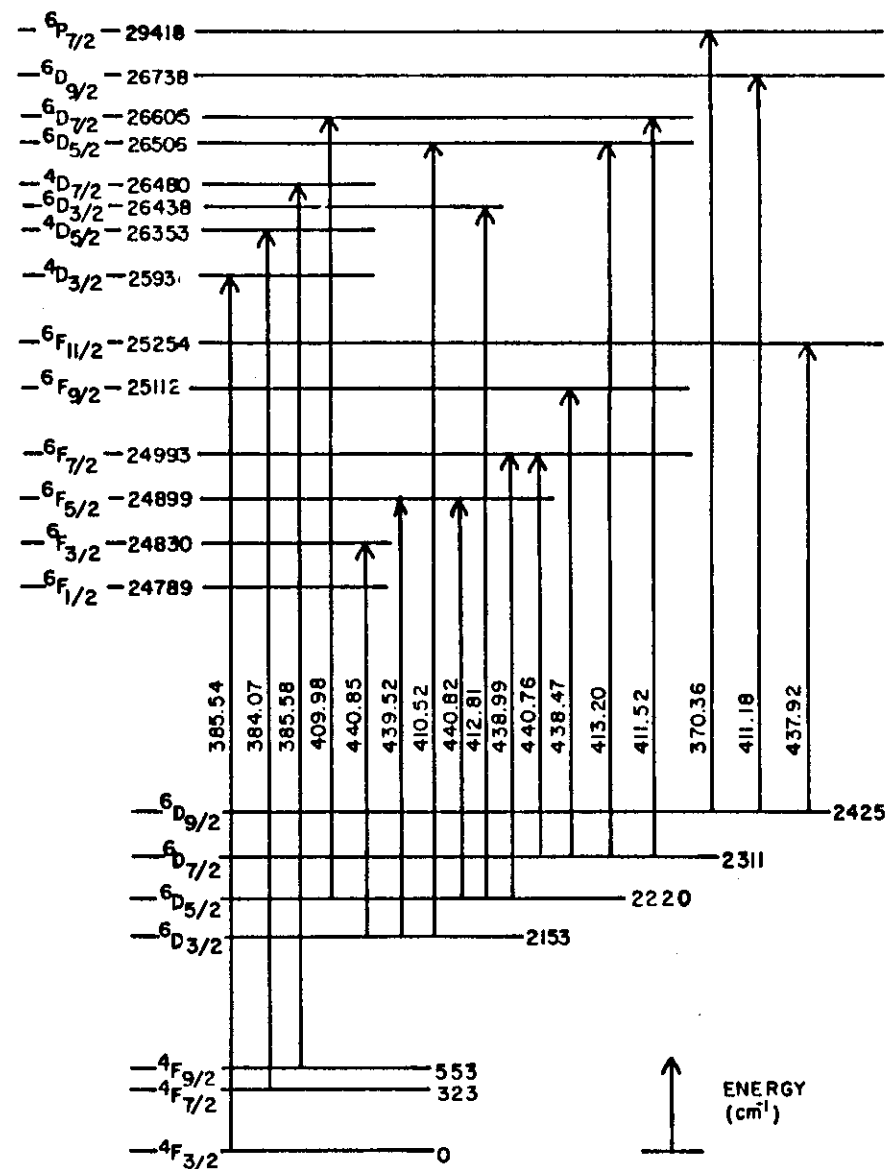 6P7/2 29418
6D9/2 26738
6D7/2 26605
6D5/2 26506
4D7/2 26480
6D3/2 26438
4D5/2 26353
4D3/2 2593
6F11/2 25254
6F9/2 25112
6F7/2 24993
6F5/2 24899
6F3/2 24830
6F1/2 24789
385.54
384.07
385.58
409.98
440.85
439.52
410.52
440.82
412.81
438.99
440.76
438.47
413.20
411.52
370.36
411.18
437.92
6D9/2 2425
6D7/2 2311
6D5/2 2220
6D3/2 2153
4F9/2 553
4F7/2 323
4F3/2 0
ENERGY
(cm-1)